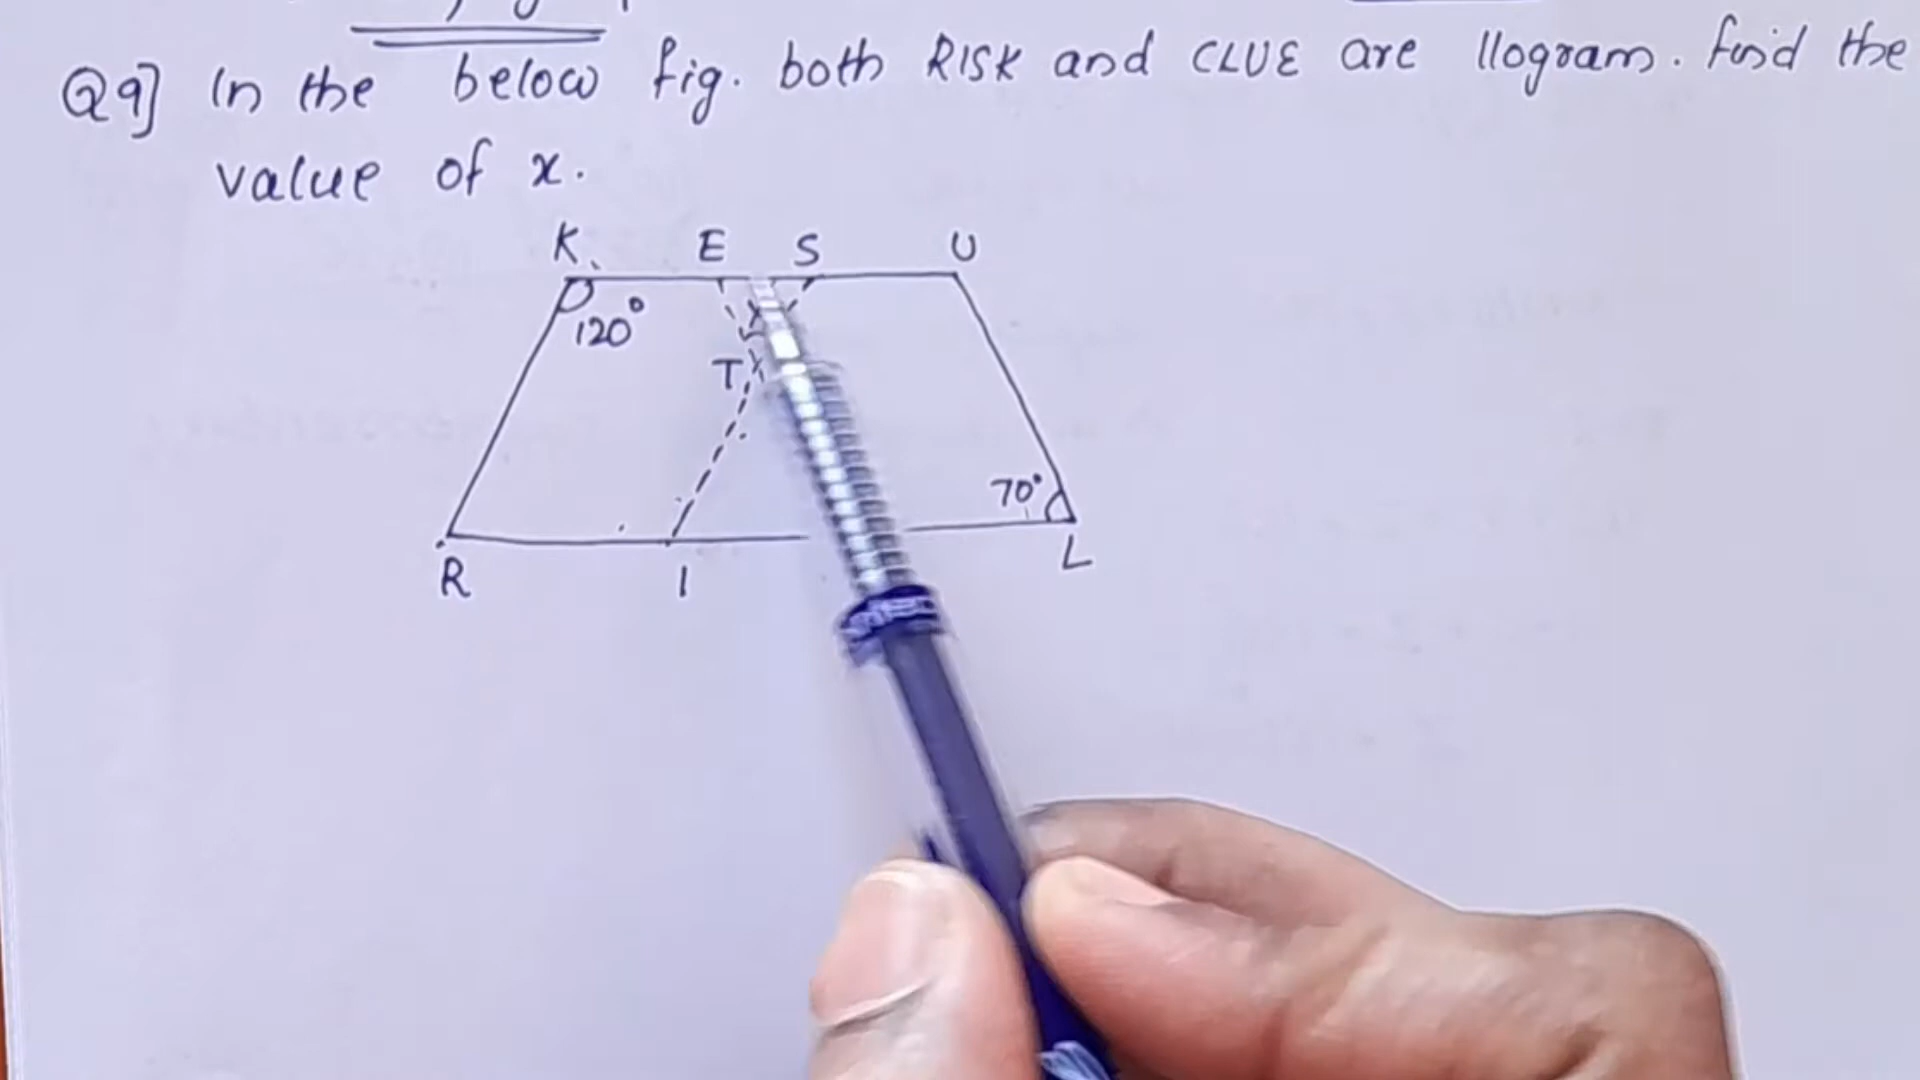 Q9] In the below fig. both RISK and CLUE are llogram. find the
value of x.
K E S U
120°
x
T
70°
R I L